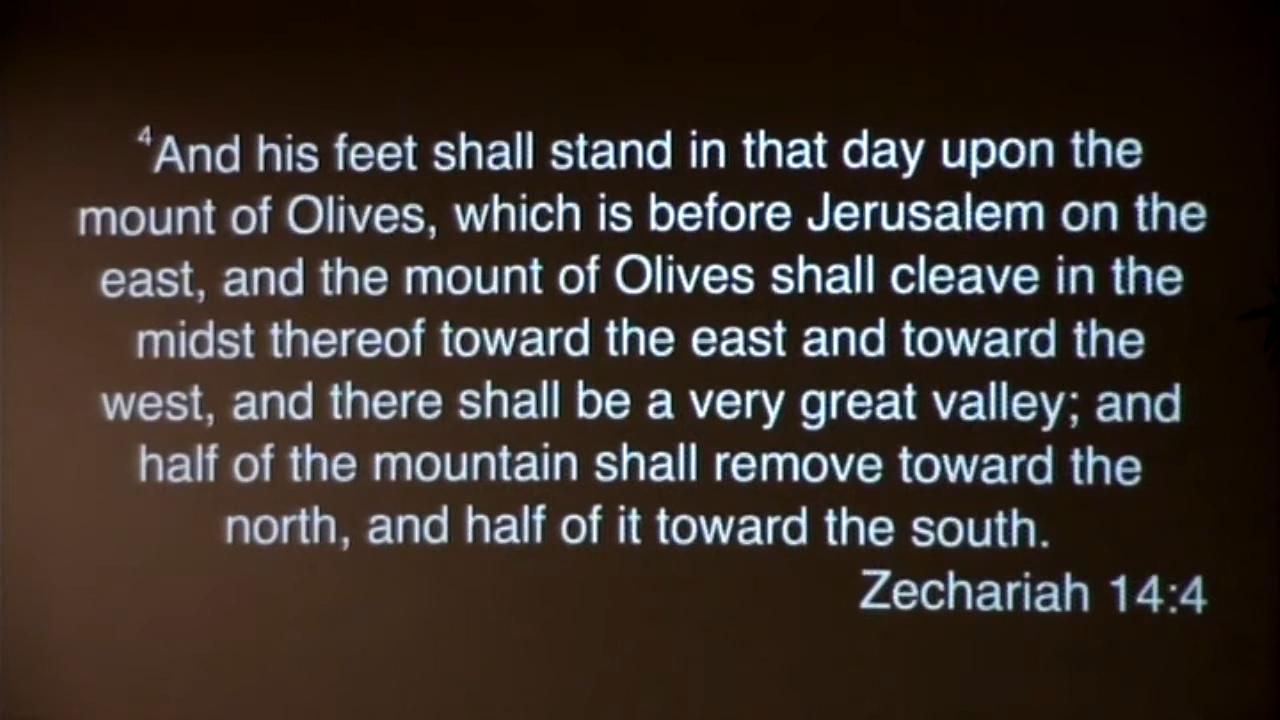 ⁴And his feet shall stand in that day upon the
mount of Olives, which is before Jerusalem on the
east, and the mount of Olives shall cleave in the
midst thereof toward the east and toward the
west, and there shall be a very great valley; and
half of the mountain shall remove toward the
north, and half of it toward the south.
Zechariah 14:4